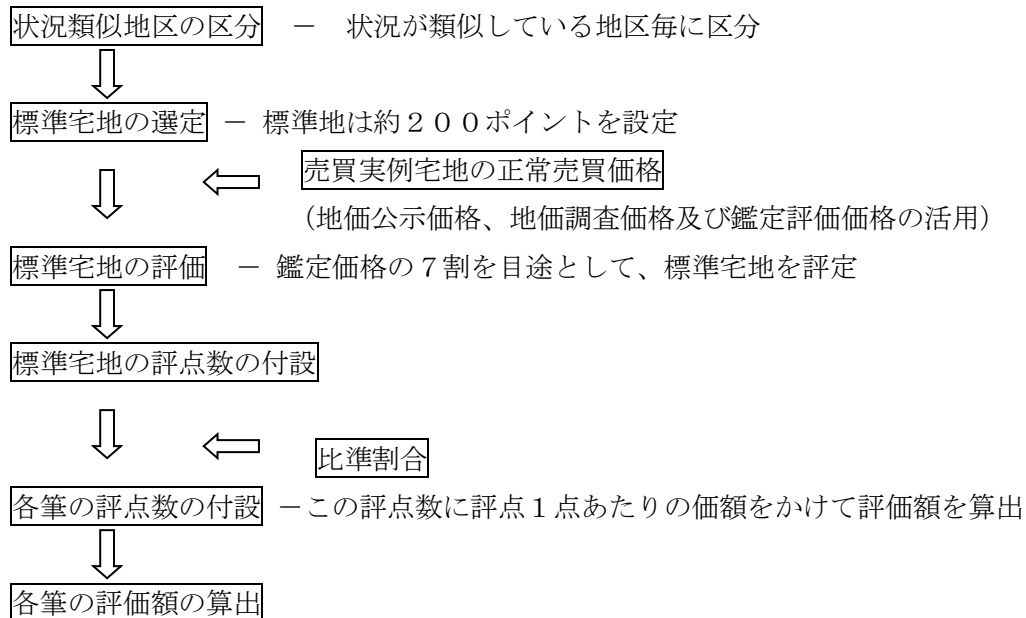 状況類似地区の区分 － 状況が類似している地区毎に区分
標準宅地の選定 － 標準地は約２００ポイントを設定
売買実例宅地の正常売買価格
（地価公示価格、地価調査価格及び鑑定評価価格の活用）
標準宅地の評価 － 鑑定価格の７割を目途として、標準宅地を評定
標準宅地の評点数の付設
比準割合
各筆の評点数の付設 －この評点数に評点１点あたりの価額をかけて評価額を算出
各筆の評価額の算出